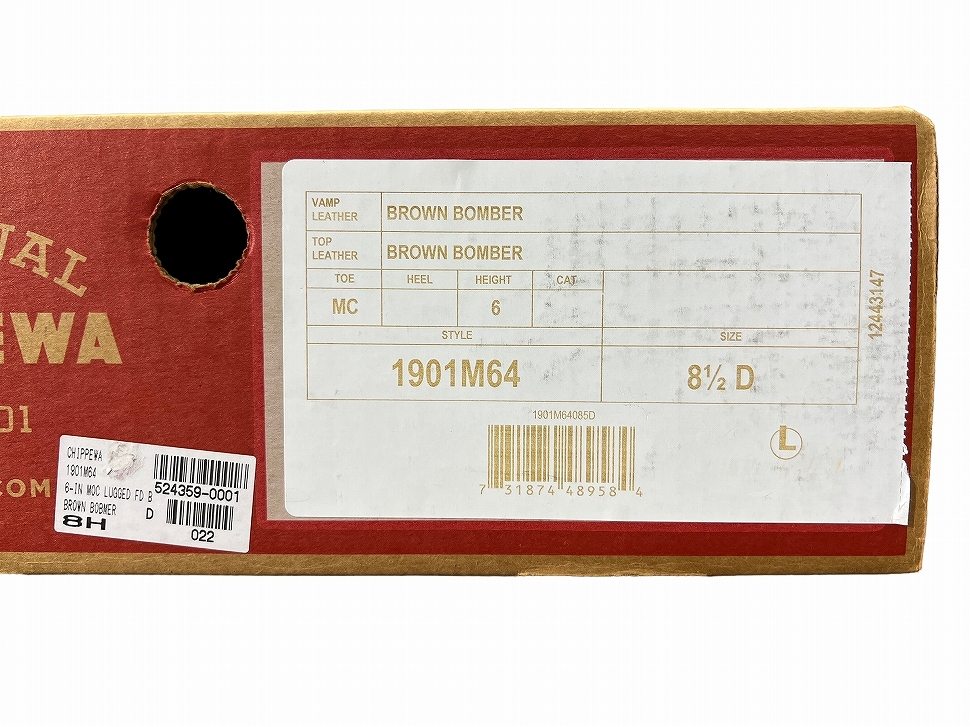 UAL
EWA
01
COM
VAMP LEATHER BROWN BOMBER
TOP LEATHER BROWN BOMBER
TOE HEEL HEIGHT CAT
MC 6
STYLE SIZE
1901M64 8½ D
1901M64085D
7 31874 48958 4
L
12443147
CHIPPEWA
1901M64
6-IN MOC LUGGED FD B
524359-0001
BROWN BOBMER D
8H
022